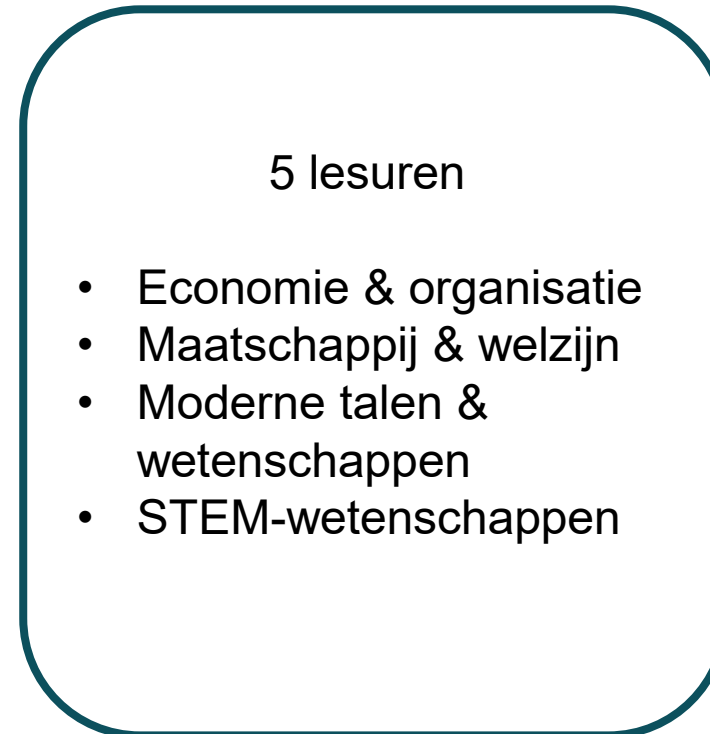 5 lesuren
• Economie & organisatie
• Maatschappij & welzijn
• Moderne talen &
wetenschappen
• STEM-wetenschappen